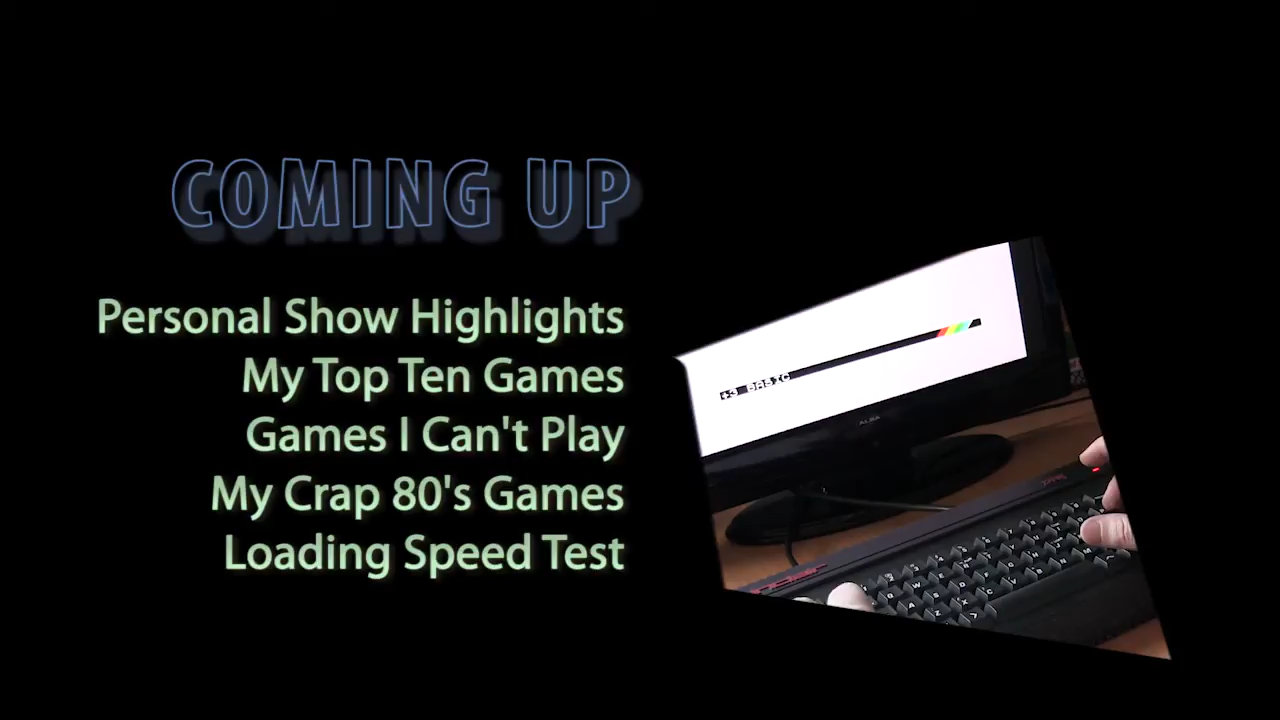 COMING UP
Personal Show Highlights
My Top Ten Games
Games I Can't Play
My Crap 80's Games
Loading Speed Test
+3 BASIC
ALBA